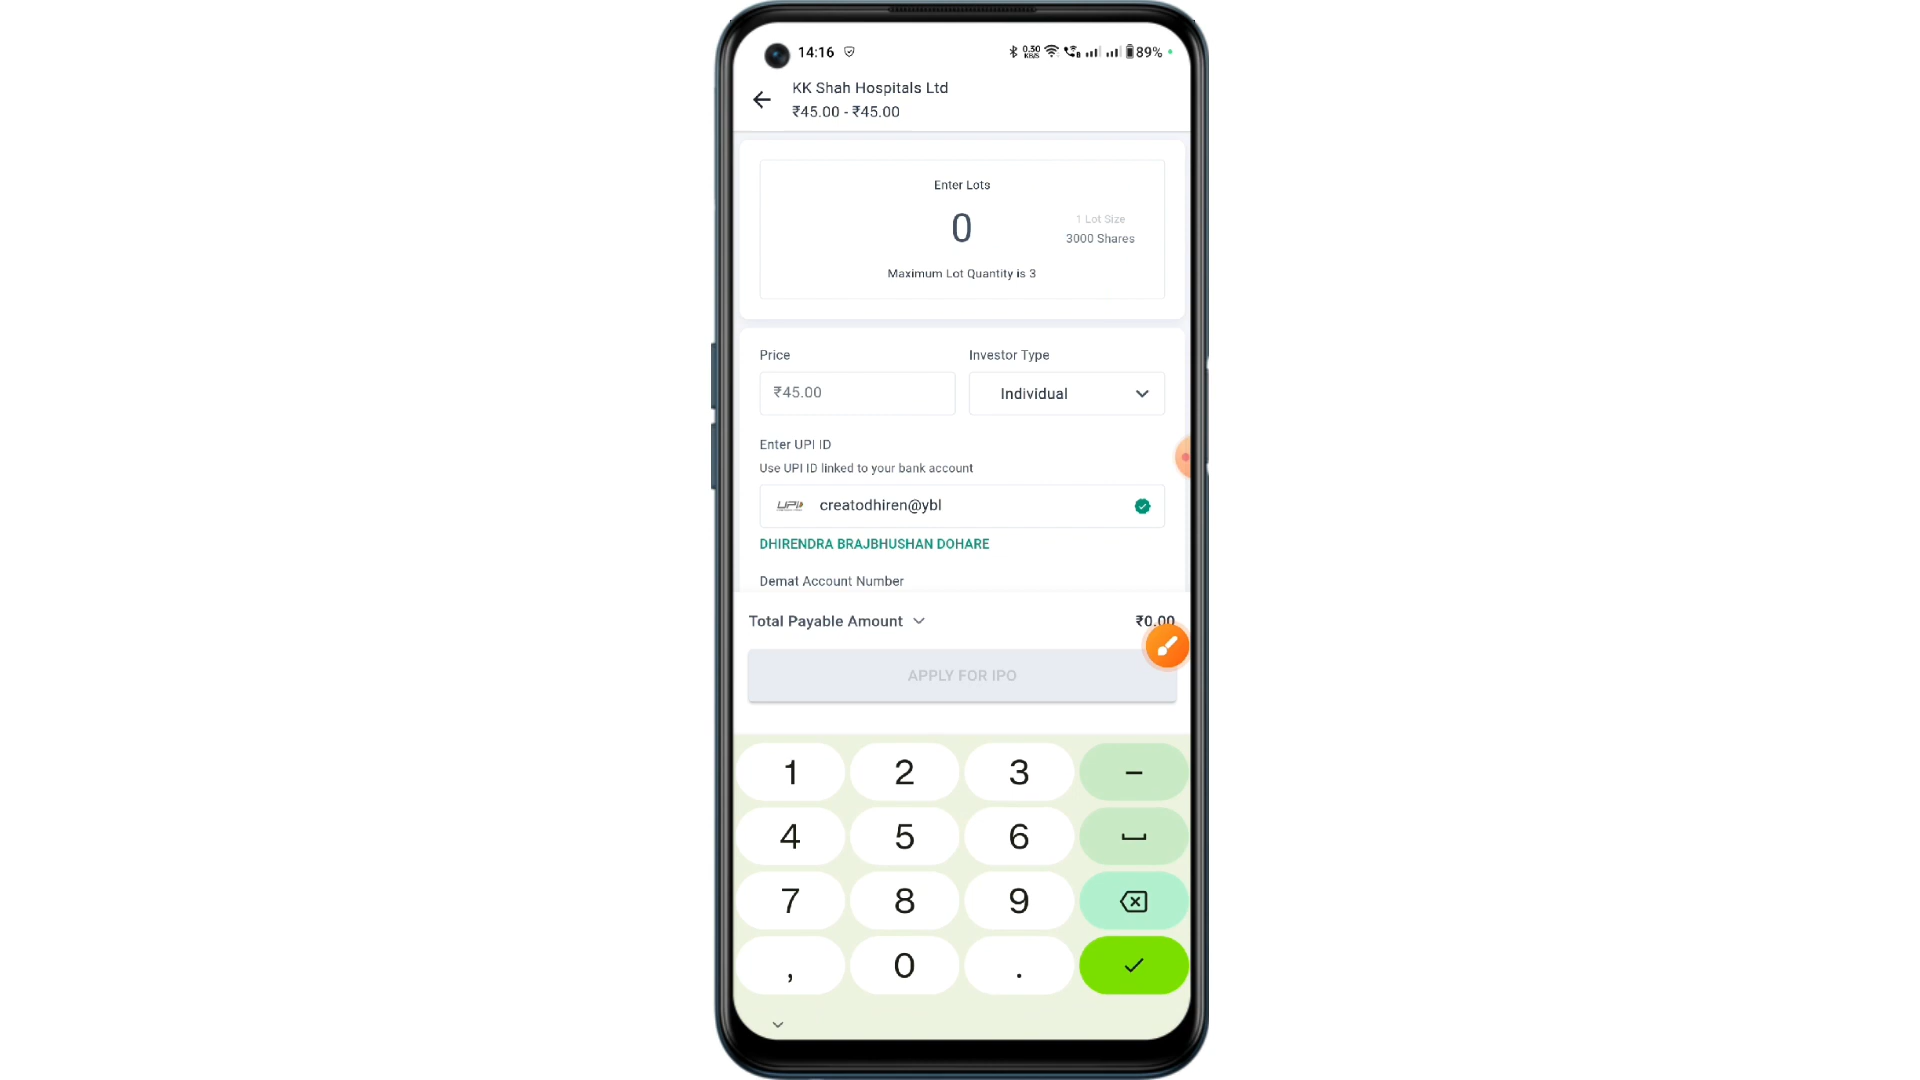 14:16
0.30
KB/S
89%
KK Shah Hospitals Ltd
₹45.00 - ₹45.00
Enter Lots
0
1 Lot Size
3000 Shares
Maximum Lot Quantity is 3
Price
Investor Type
₹45.00
Individual
Enter UPI ID
Use UPI ID linked to your bank account
UPI
creatodhiren@ybl
DHIRENDRA BRAJBHUSHAN DOHARE
Demat Account Number
Total Payable Amount
₹0.00
APPLY FOR IPO
1 2 3 –
4 5 6
7 8 9
, 0 .